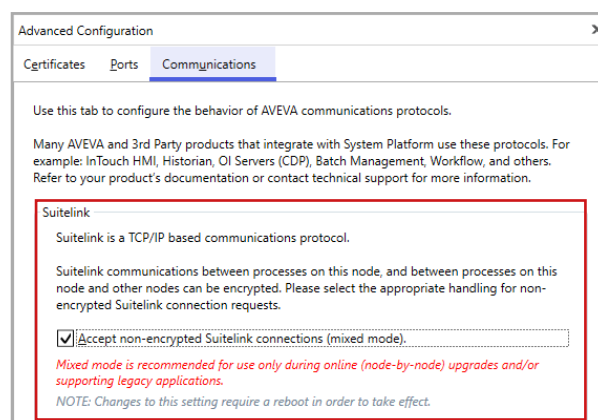 Advanced Configuration
Certificates Ports Communications
Use this tab to configure the behavior of AVEVA communications protocols.
Many AVEVA and 3rd Party products that integrate with System Platform use these protocols. For
example: InTouch HMI, Historian, OI Servers (CDP), Batch Management, Workflow, and others.
Refer to your product's documentation or contact technical support for more information.
Suitelink
Suitelink is a TCP/IP based communications protocol.
Suitelink communications between processes on this node, and between processes on this
node and other nodes can be encrypted. Please select the appropriate handling for non-
encrypted Suitelink connection requests.
Accept non-encrypted Suitelink connections (mixed mode).
Mixed mode is recommended for use only during online (node-by-node) upgrades and/or
supporting legacy applications.
NOTE: Changes to this setting require a reboot in order to take effect.